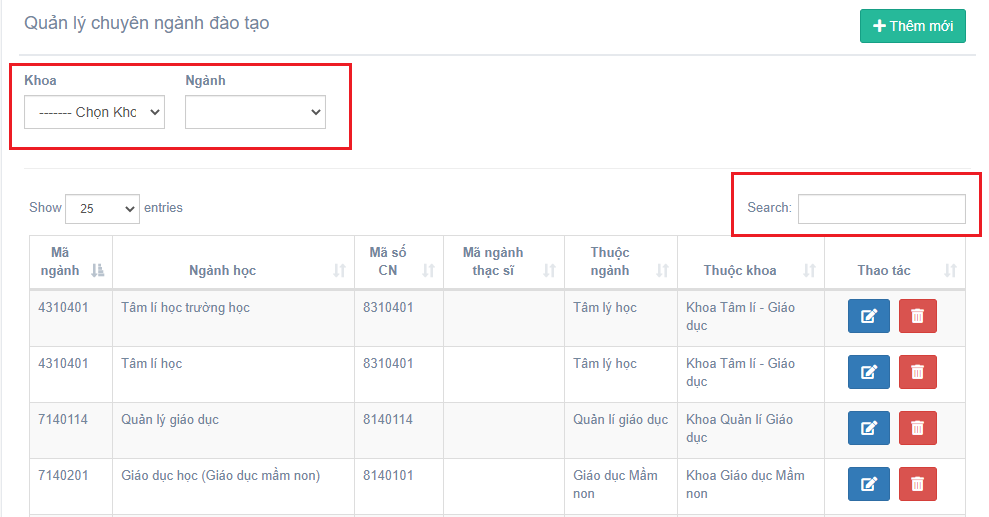 Quản lý chuyên ngành đào tạo
Thêm mới
Khoa Ngành
------- Chọn Kho
Show 25 entries Search:
Mã ngành Ngành học Mã số CN Mã ngành thạc sĩ Thuộc ngành Thuộc khoa Thao tác
4310401 Tâm lí học trường học 8310401 Tâm lý học Khoa Tâm lí - Giáo dục
4310401 Tâm lí học 8310401 Tâm lý học Khoa Tâm lí - Giáo dục
7140114 Quản lý giáo dục 8140114 Quản lí giáo dục Khoa Quản lí Giáo dục
7140201 Giáo dục học (Giáo dục mầm non) 8140101 Giáo dục Mầm non Khoa Giáo dục Mầm non